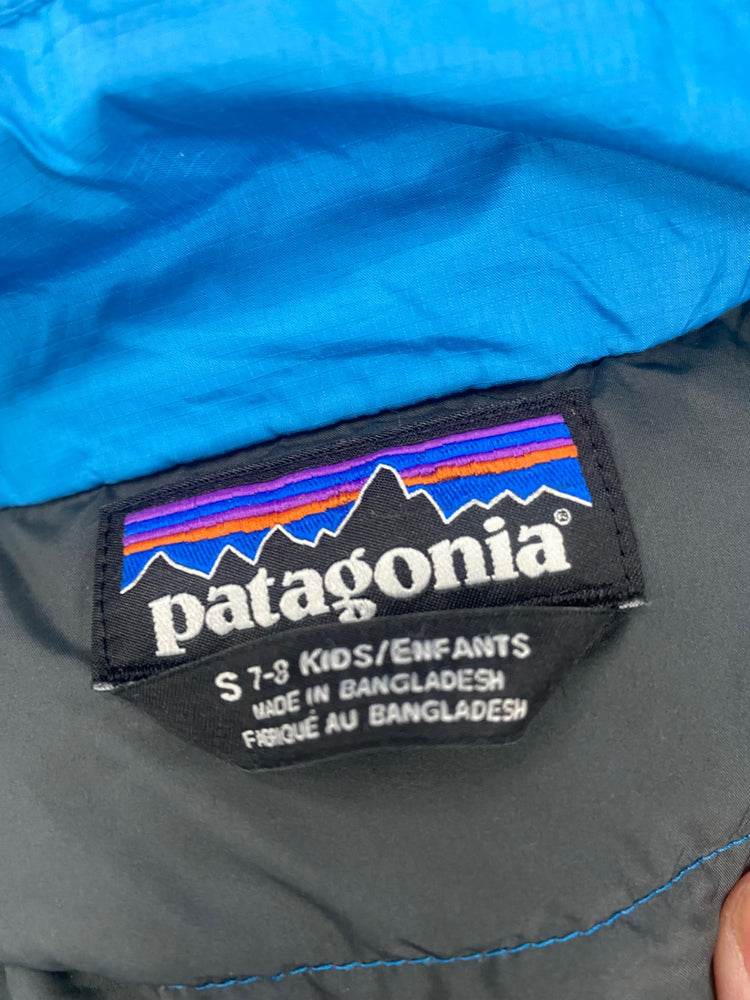 patagonia®
S 7-8 KIDS/ENFANTS
MADE IN BANGLADESH
FABRIQUÉ AU BANGLADESH